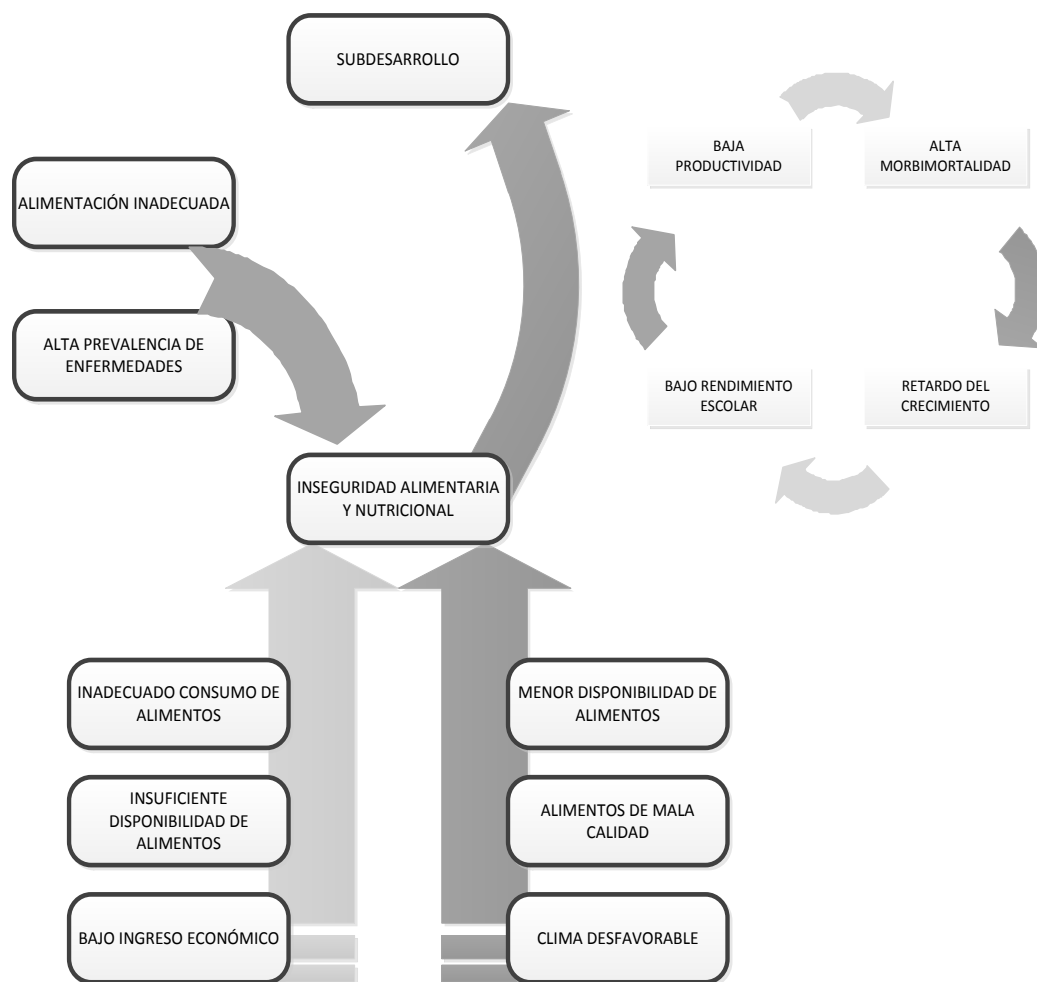 SUBDESARROLLO
BAJA
PRODUCTIVIDAD
ALTA
MORBIMORTALIDAD
ALIMENTACIÓN INADECUADA
ALTA PREVALENCIA DE
ENFERMEDADES
BAJO RENDIMIENTO
ESCOLAR
RETARDO DEL
CRECIMIENTO
INSEGURIDAD ALIMENTARIA
Y NUTRICIONAL
INADECUADO CONSUMO DE
ALIMENTOS
MENOR DISPONIBILIDAD DE
ALIMENTOS
INSUFICIENTE
DISPONIBILIDAD DE
ALIMENTOS
ALIMENTOS DE MALA
CALIDAD
BAJO INGRESO ECONÓMICO
CLIMA DESFAVORABLE